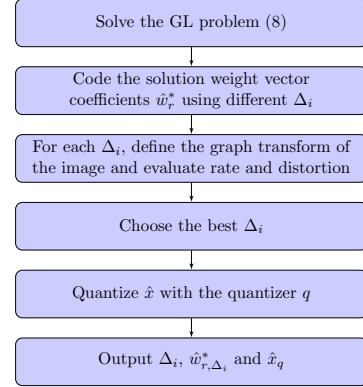 Solve the GL problem (8)
Code the solution weight vector
coefficients ŵ*_r using different Δ_i
For each Δ_i, define the graph transform of
the image and evaluate rate and distortion
Choose the best Δ_i
Quantize x̂ with the quantizer q
Output Δ_i, ŵ*_{r,Δ_i} and x̂_q